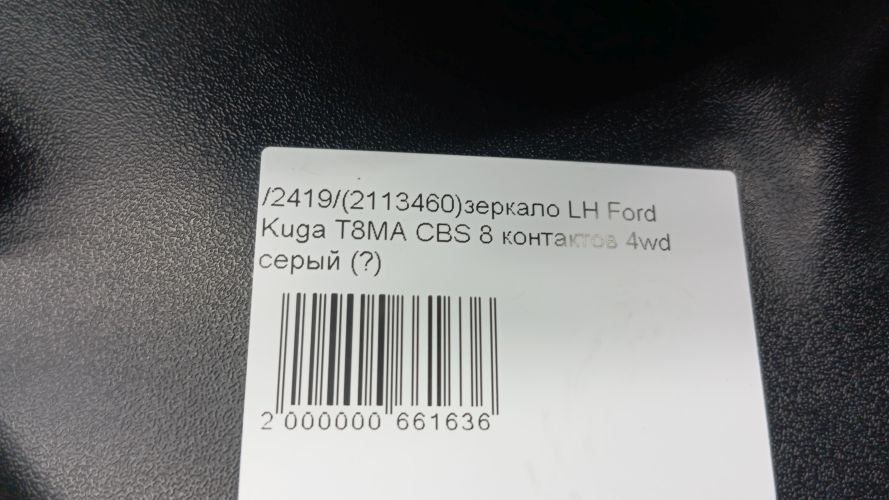 /2419/(2113460)зеркало LH Ford
Kuga T8MA CBS 8 контактов 4wd
серый (?)
2 000000 661636